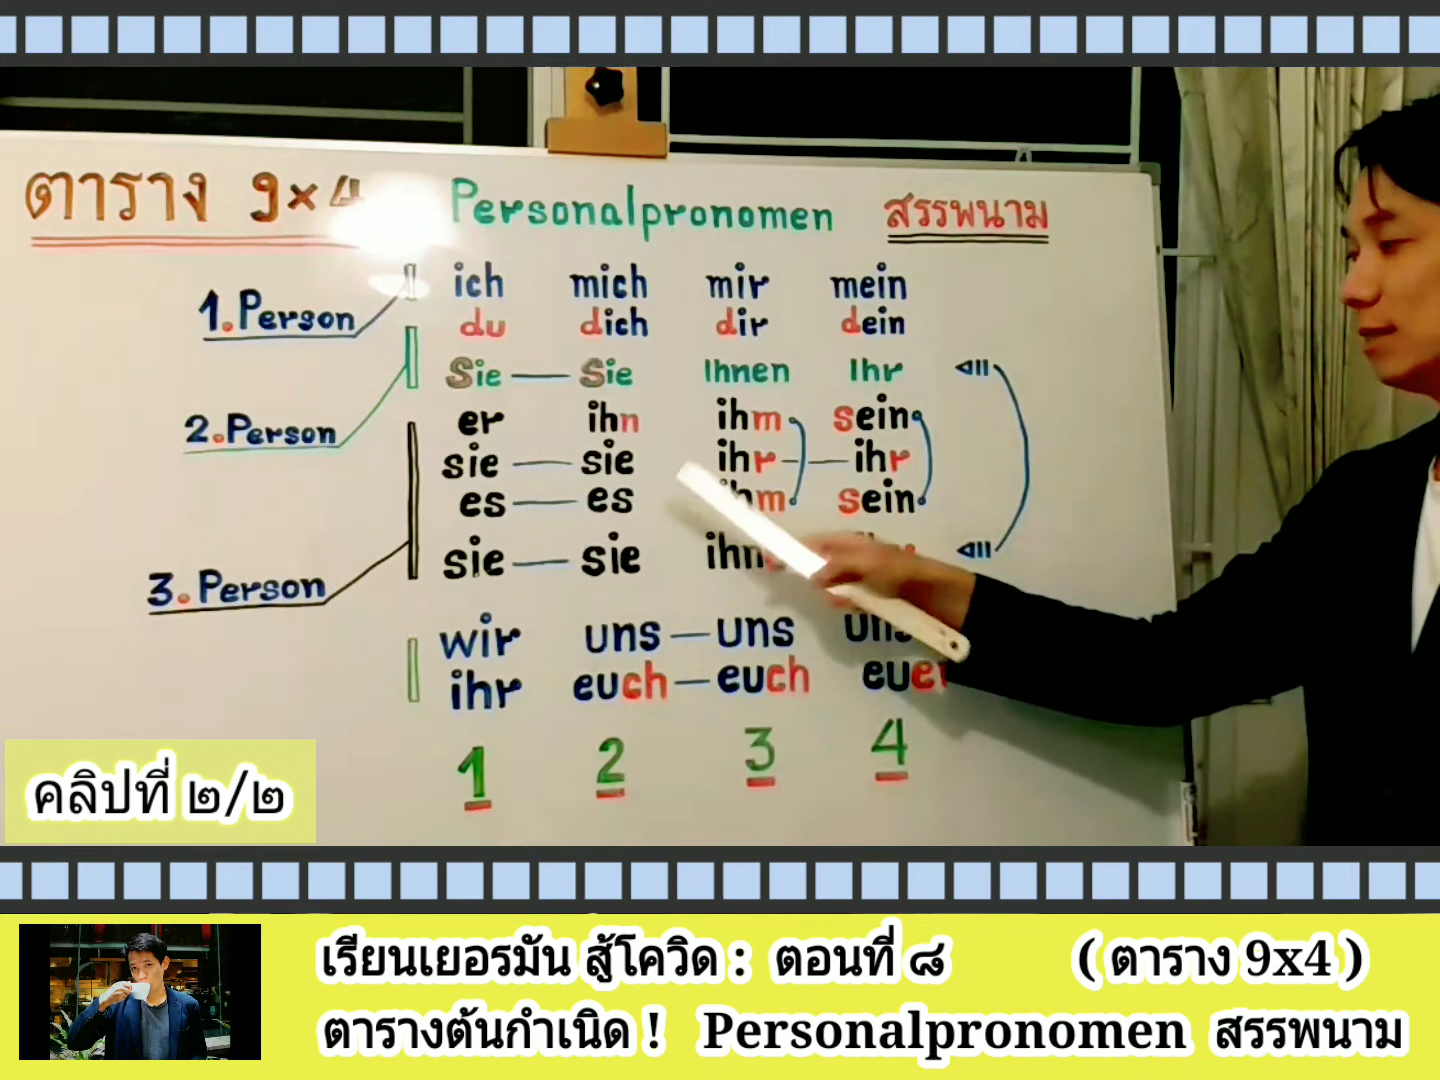 ตาราง 9×4 Personalpronomen สรรพนาม
1.Person
2.Person
3.Person
ich mich mir mein
du dich dir dein
Sie — Sie Ihnen Ihr
er ihn ihm sein
sie — sie ihr — ihr
es — es sein
sie — sie
wir uns — uns
ihr euch — euch
1 2 3 4
คลิปที่ ๒/๒
เรียนเยอรมัน สู้โควิด : ตอนที่ ๘ ( ตาราง 9x4 )
ตารางต้นกำเนิด ! Personalpronomen สรรพนาม